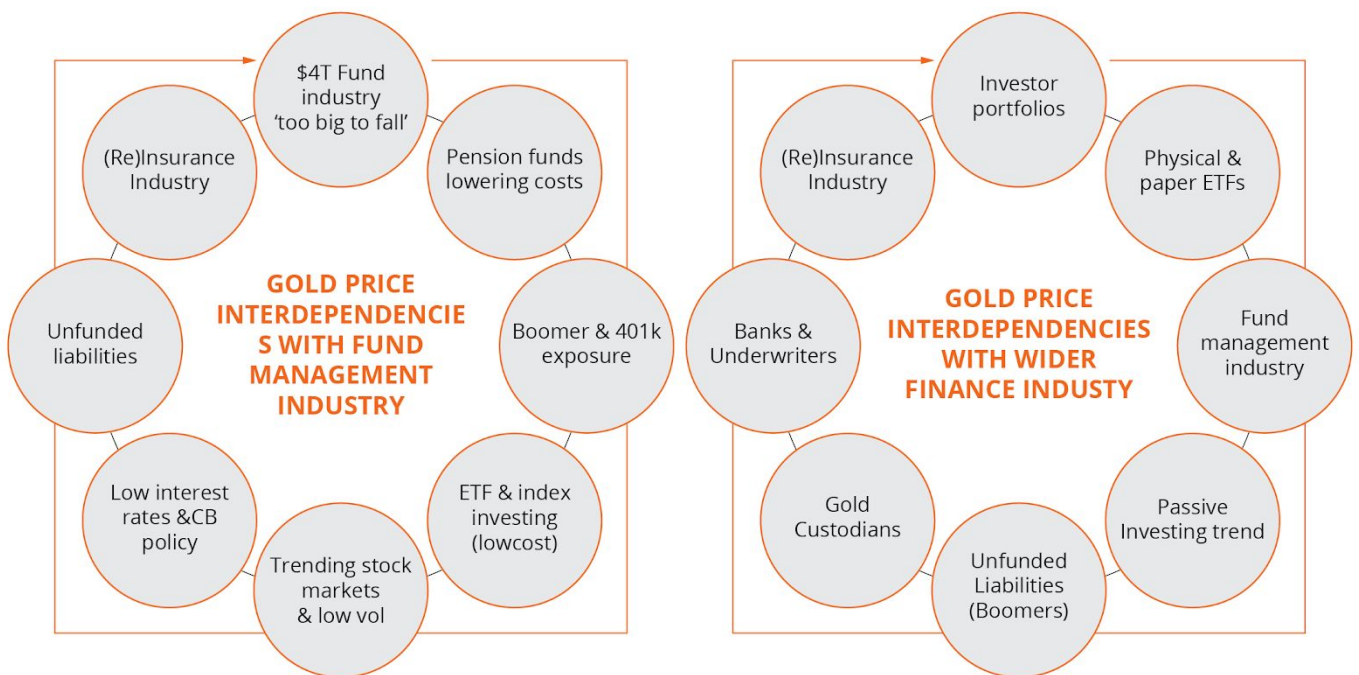 $4T Fund
industry
‘too big to fall’
Pension funds
lowering costs
Boomer & 401k
exposure
ETF & index
investing
(lowcost)
Trending stock
markets
& low vol
Low interest
rates &CB
policy
Unfunded
liabilities
(Re)Insurance
Industry
GOLD PRICE
INTERDEPENDENCIE
S WITH FUND
MANAGEMENT
INDUSTRY
Investor
portfolios
Physical &
paper ETFs
Fund
management
industry
Passive
Investing trend
Unfunded
Liabilities
(Boomers)
Gold
Custodians
Banks &
Underwriters
(Re)Insurance
Industry
GOLD PRICE
INTERDEPENDENCIES
WITH WIDER
FINANCE INDUSTY